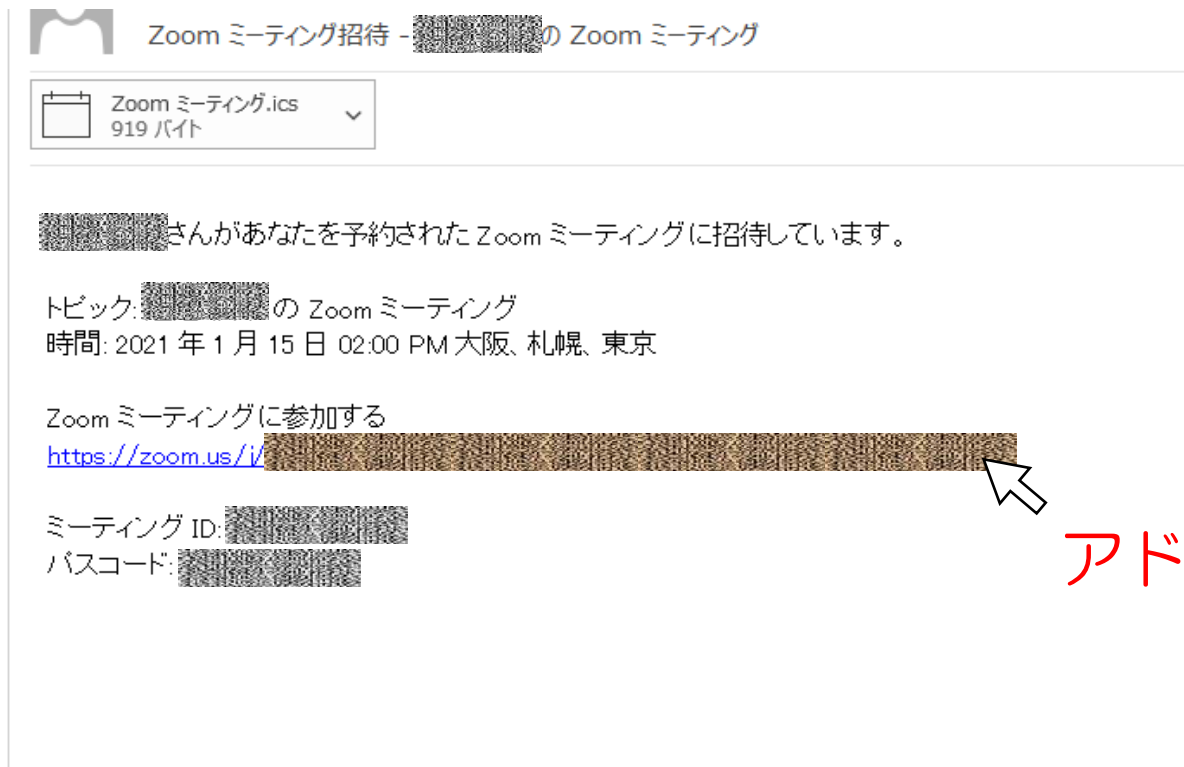 Zoom ミーティング招待 - の Zoom ミーティング
Zoom ミーティング.ics
919 バイト
さんがあなたを予約された Zoom ミーティングに招待しています。
トピック: の Zoom ミーティング
時間: 2021 年 1 月 15 日 02:00 PM 大阪、札幌、東京
Zoom ミーティングに参加する
https://zoom.us/j/
ミーティング ID:
パスコード:
アド